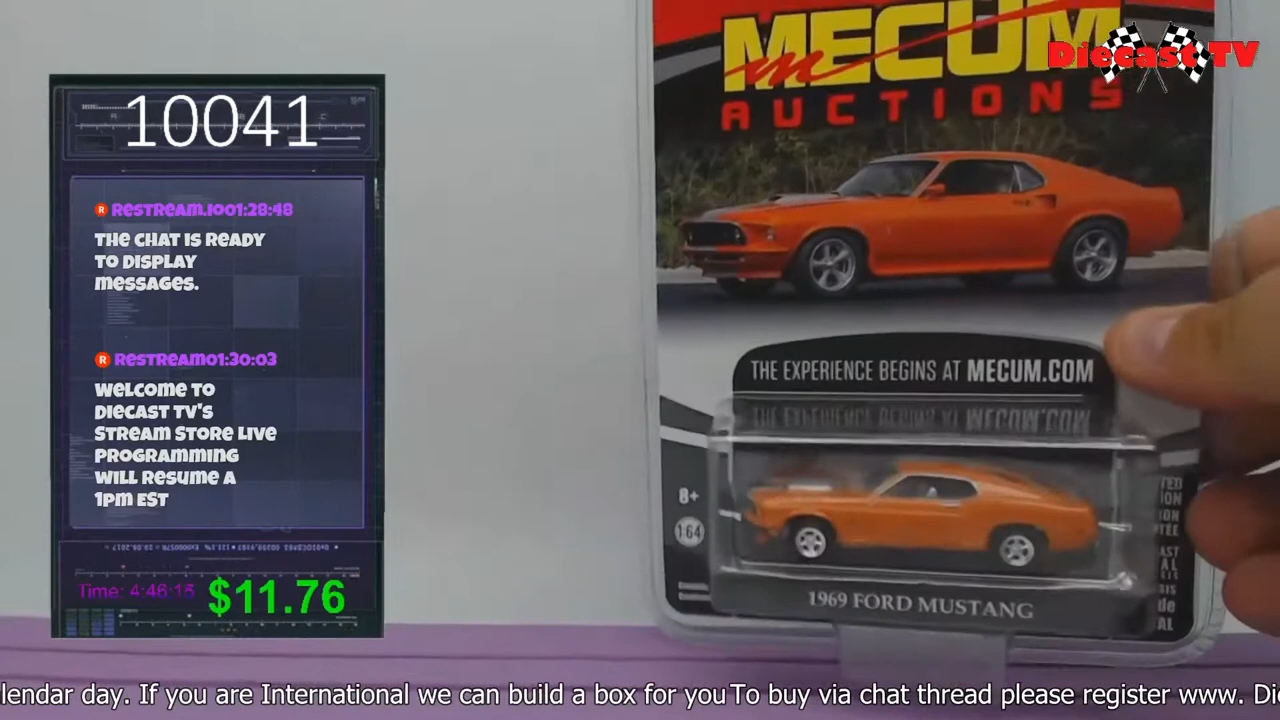 10041
Restream.io01:28:48
The chat is ready
to display
messages.
Restream01:30:03
Welcome to
Diecast TV's
Stream Store Live
Programming
will resume a
1pm EST
Time: 4:46:15
$11.76
MECUM
AUCTIONS
Diecast TV
THE EXPERIENCE BEGINS AT MECUM.COM
8+
1:64
1969 FORD MUSTANG
lendar day. If you are International we can build a box for you To buy via chat thread please register www. Di